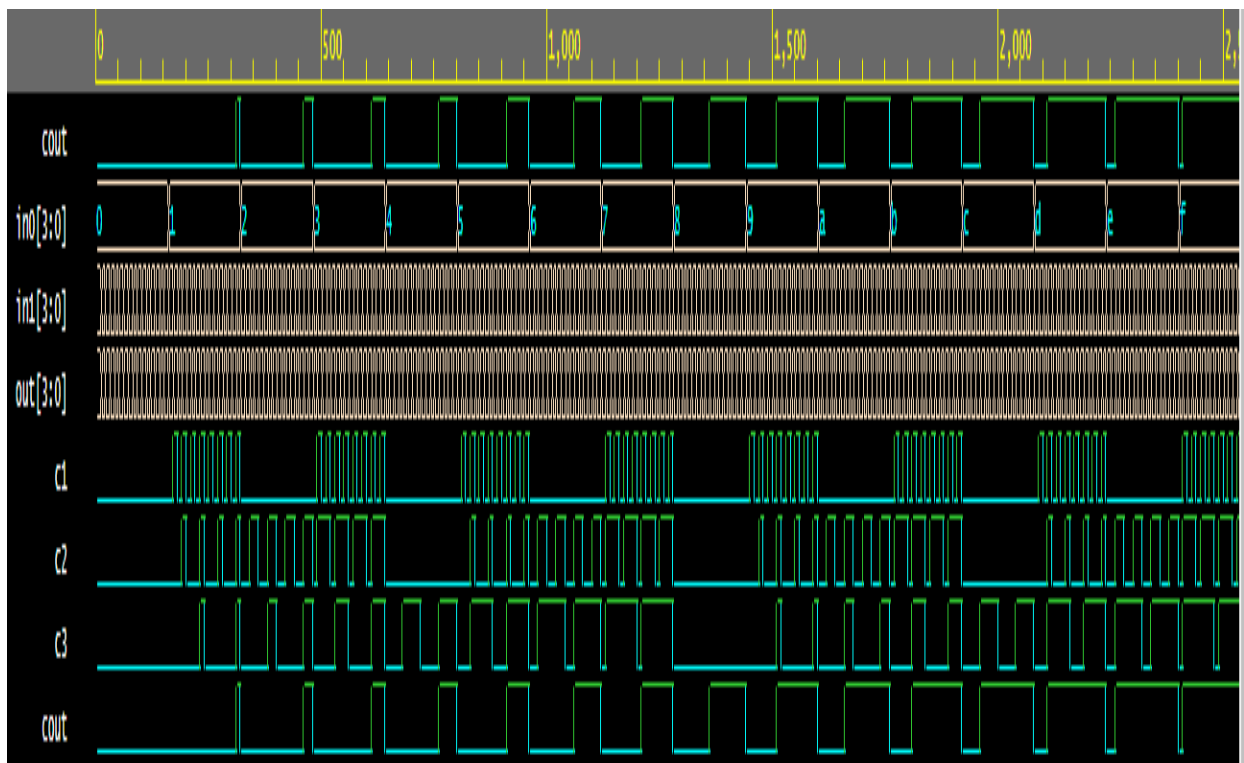 0 500 1,000 1,500 2,000 2,
cout
in0[3:0] 0 1 2 3 4 5 6 7 8 9 a b c d e f
in1[3:0]
out[3:0]
c1
c2
c3
cout